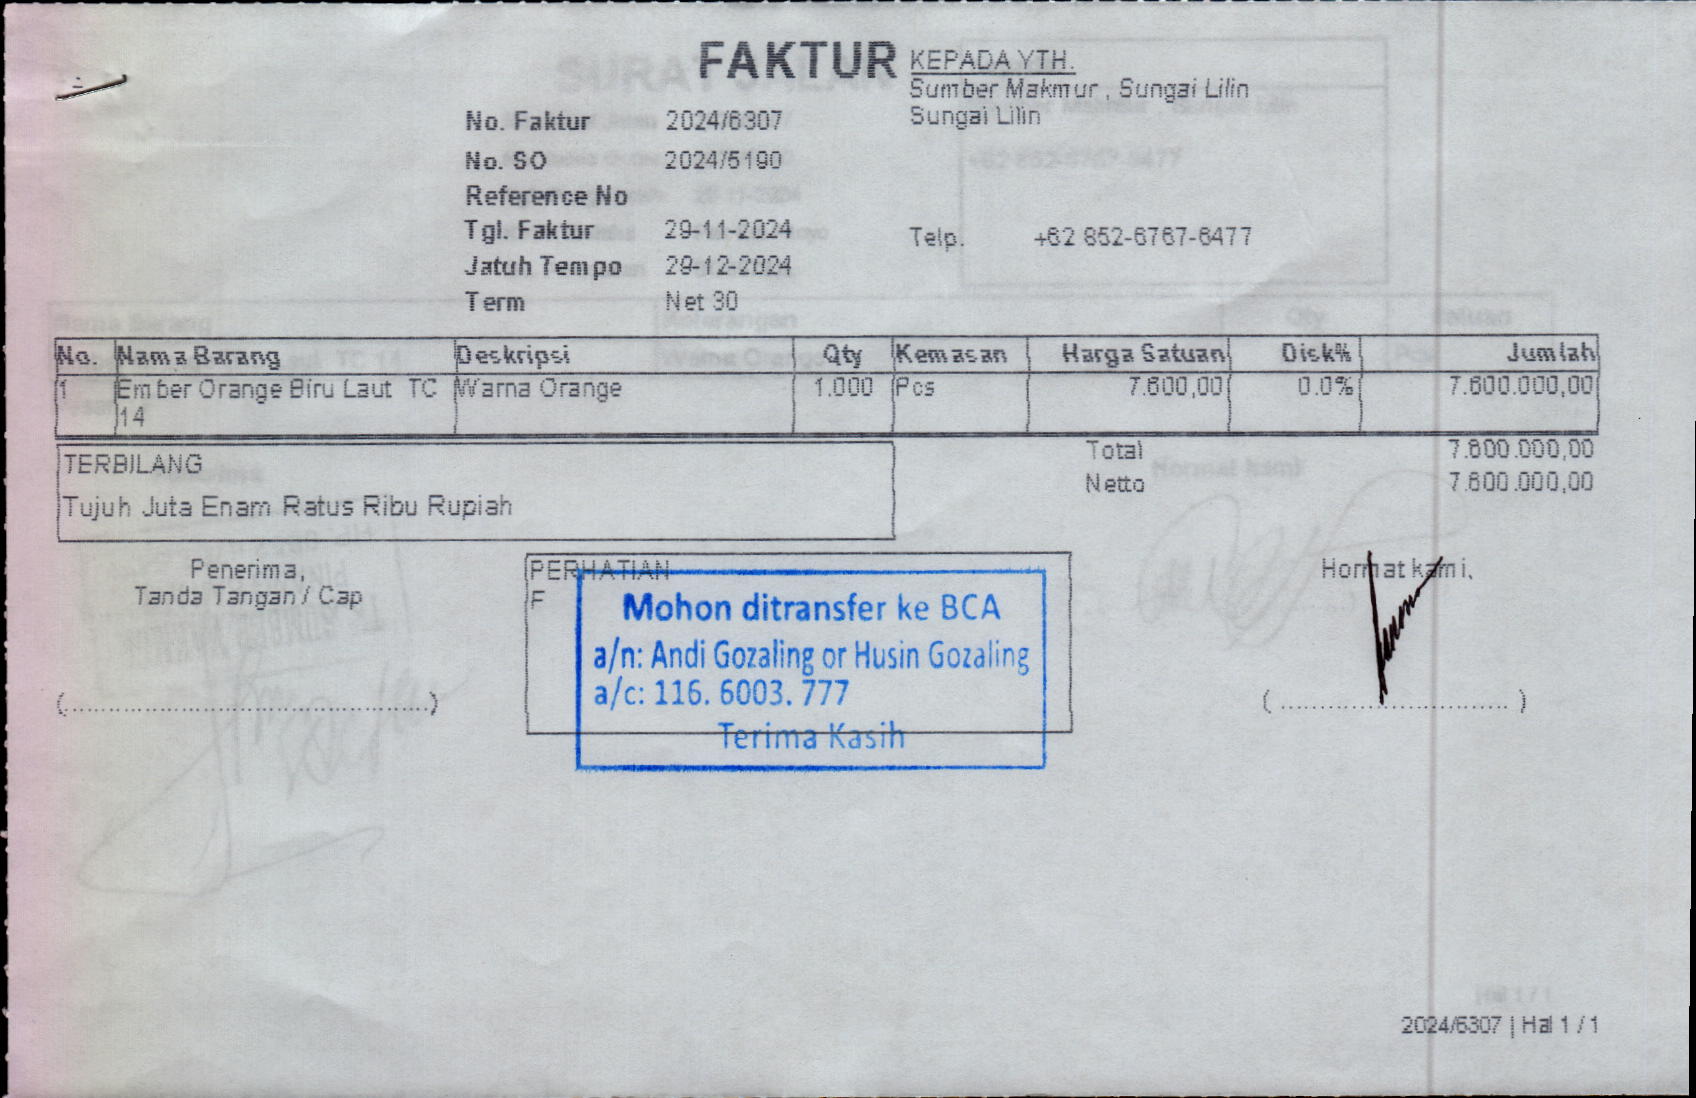 FAKTUR
KEPADA YTH.
Sumber Makmur , Sungai Lilin
Sungai Lilin
No. Faktur 2024/6307
No. SO 2024/5190
Reference No
Tgl. Faktur 29-11-2024
Telp. +62 852-6767-6477
Jatuh Tempo 29-12-2024
Term Net 30
No. Nama Barang Deskripsi Qty Kemasan Harga Satuan Disk% Jumlah
1 Ember Orange Biru Laut TC Warna Orange 1.000 Pcs 7.600,00 0.0% 7.600.000,00
14
Total 7.600.000,00
Netto 7.600.000,00
TERBILANG
Tujuh Juta Enam Ratus Ribu Rupiah
Penerima,
Tanda Tangan / Cap
(..................................................)
PERHATIAN
F
Mohon ditransfer ke BCA
a/n: Andi Gozaling or Husin Gozaling
a/c: 116. 6003. 777
Terima Kasih
Hormat kami,
( ............................. )
2024/6307 | Hal 1 / 1